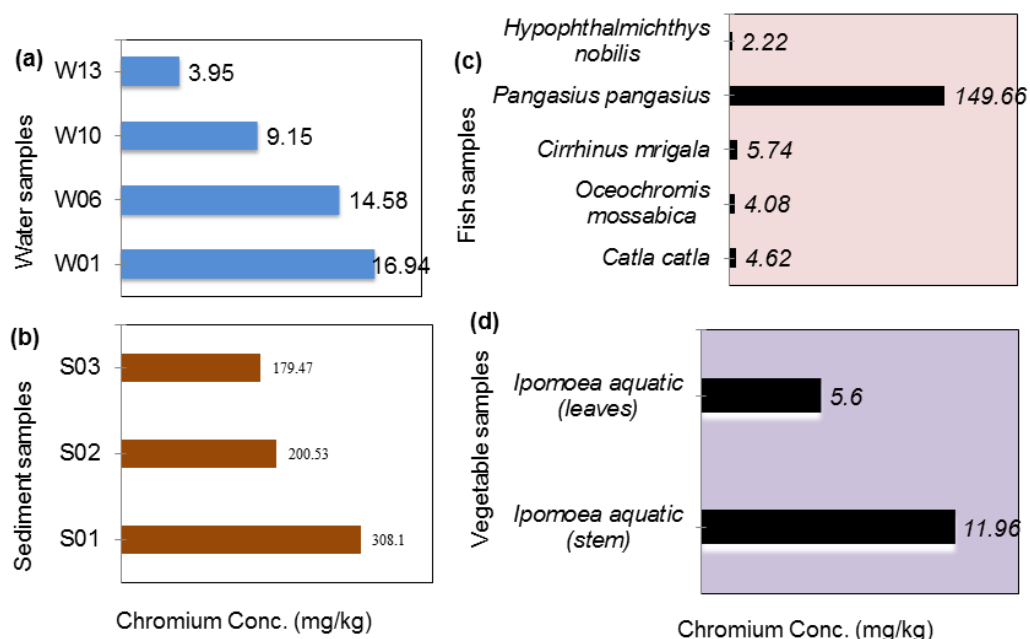 (a)
Water samples
W13
3.95
W10
9.15
W06
14.58
W01
16.94
(b)
Sediment samples
S03
179.47
S02
200.53
S01
308.1
Chromium Conc. (mg/kg)
(c)
Fish samples
Hypophthalmichthys
nobilis
2.22
Pangasius pangasius
149.66
Cirrhinus mrigala
5.74
Oceochromis
mossabica
4.08
Catla catla
4.62
(d)
Vegetable samples
Ipomoea aquatic
(leaves)
5.6
Ipomoea aquatic
(stem)
11.96
Chromium Conc. (mg/kg)